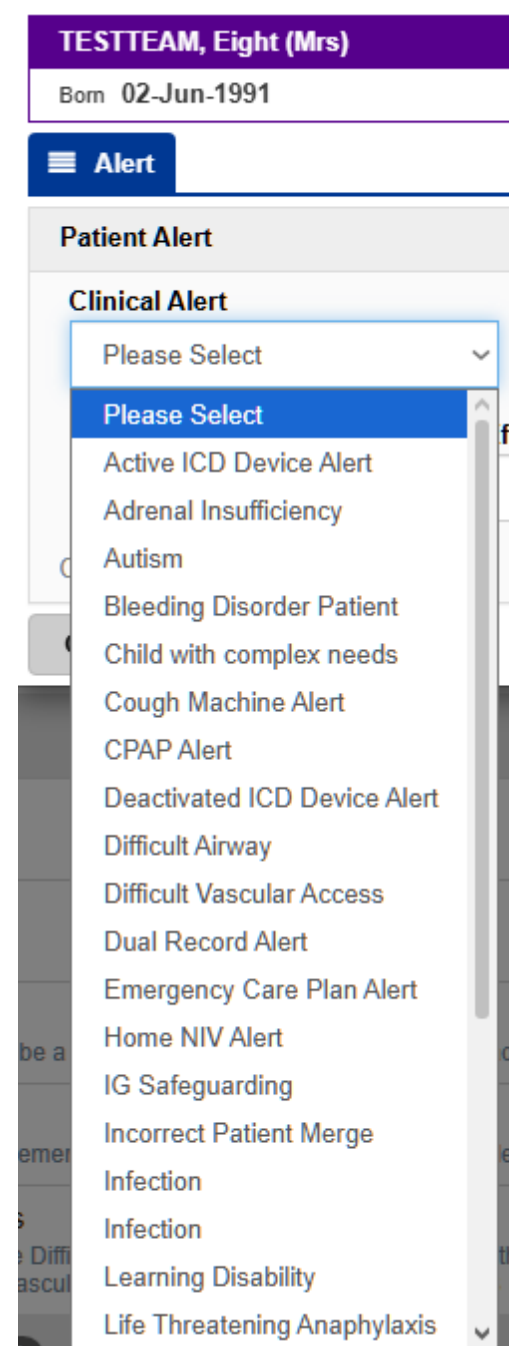 TESTTEAM, Eight (Mrs)
Born 02-Jun-1991
Alert
Patient Alert
Clinical Alert
Please Select
Please Select
Active ICD Device Alert
Adrenal Insufficiency
Autism
Bleeding Disorder Patient
Child with complex needs
Cough Machine Alert
CPAP Alert
Deactivated ICD Device Alert
Difficult Airway
Difficult Vascular Access
Dual Record Alert
Emergency Care Plan Alert
be a
Home NIV Alert
IG Safeguarding
Incorrect Patient Merge
Infection
Infection
Learning Disability
Life Threatening Anaphylaxis